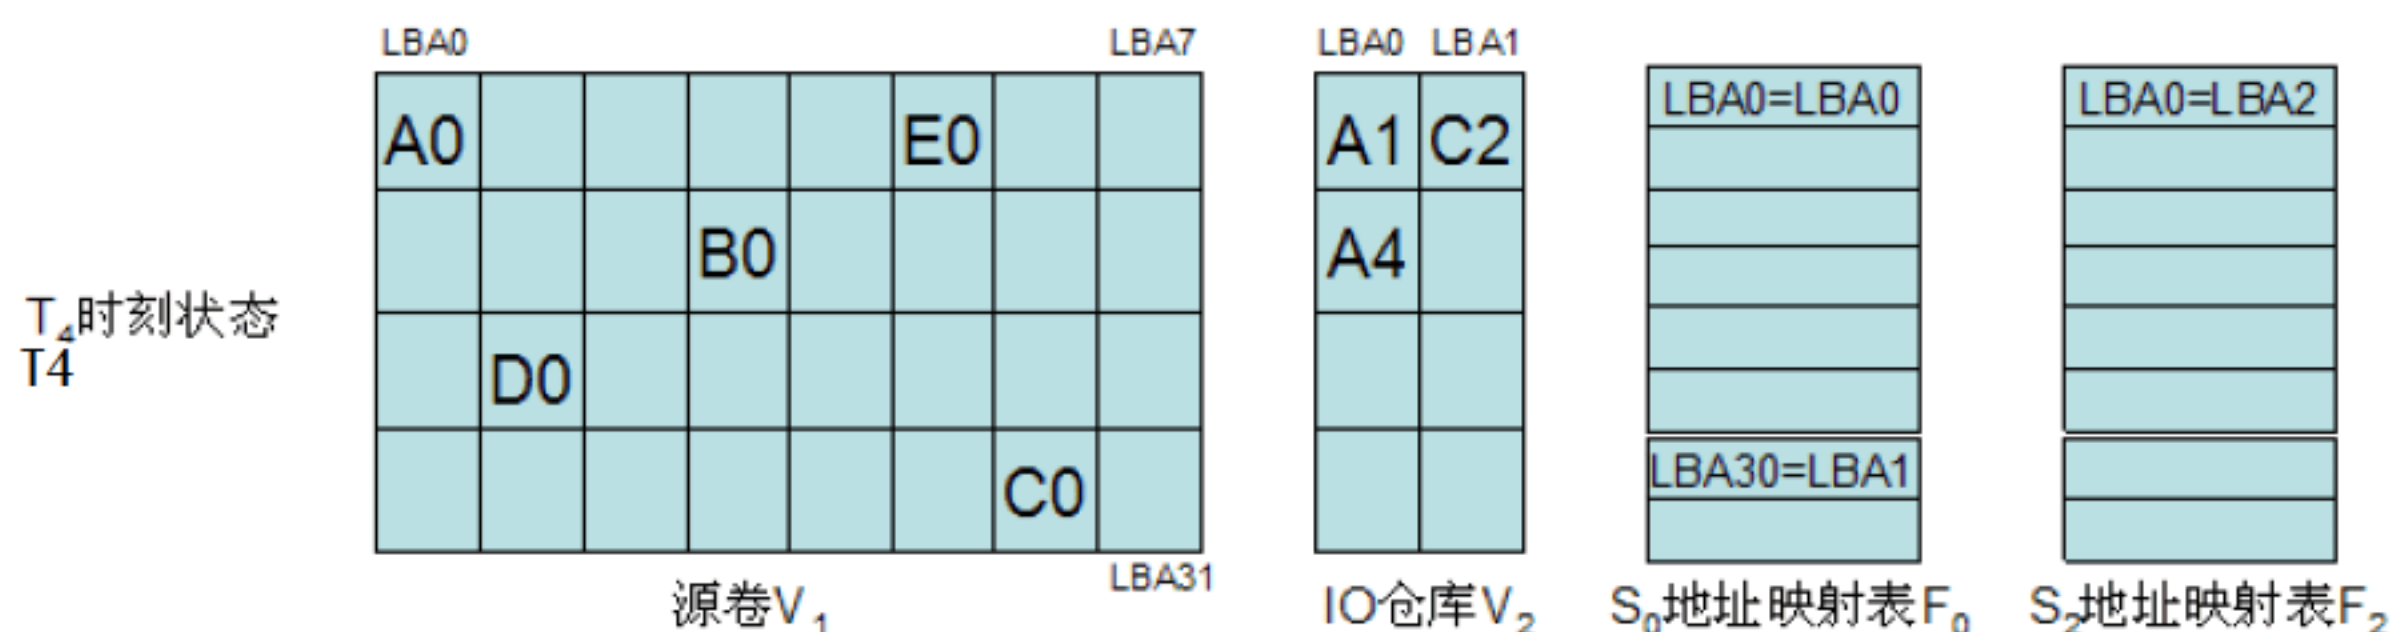 LBA0 LBA7 LBA0 LBA1
LBA0=LBA0 LBA0=LBA2
A0 E0 A1 C2
B0 A4
T₄时刻状态
T4
D0
LBA30=LBA1
C0
LBA31
源卷V₁ IO仓库V₂ S₀地址映射表F₀ S₂地址映射表F₂